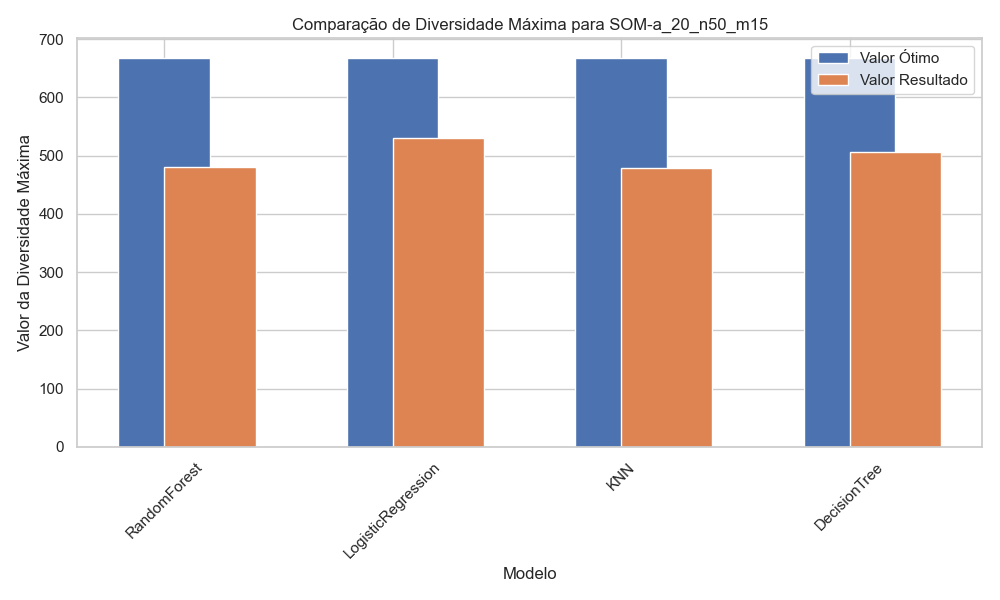 Comparação de Diversidade Máxima para SOM-a_20_n50_m15
Valor Ótimo
Valor Resultado
Valor da Diversidade Máxima
700
600
500
400
300
200
100
0
RandomForest
LogisticRegression
KNN
DecisionTree
Modelo